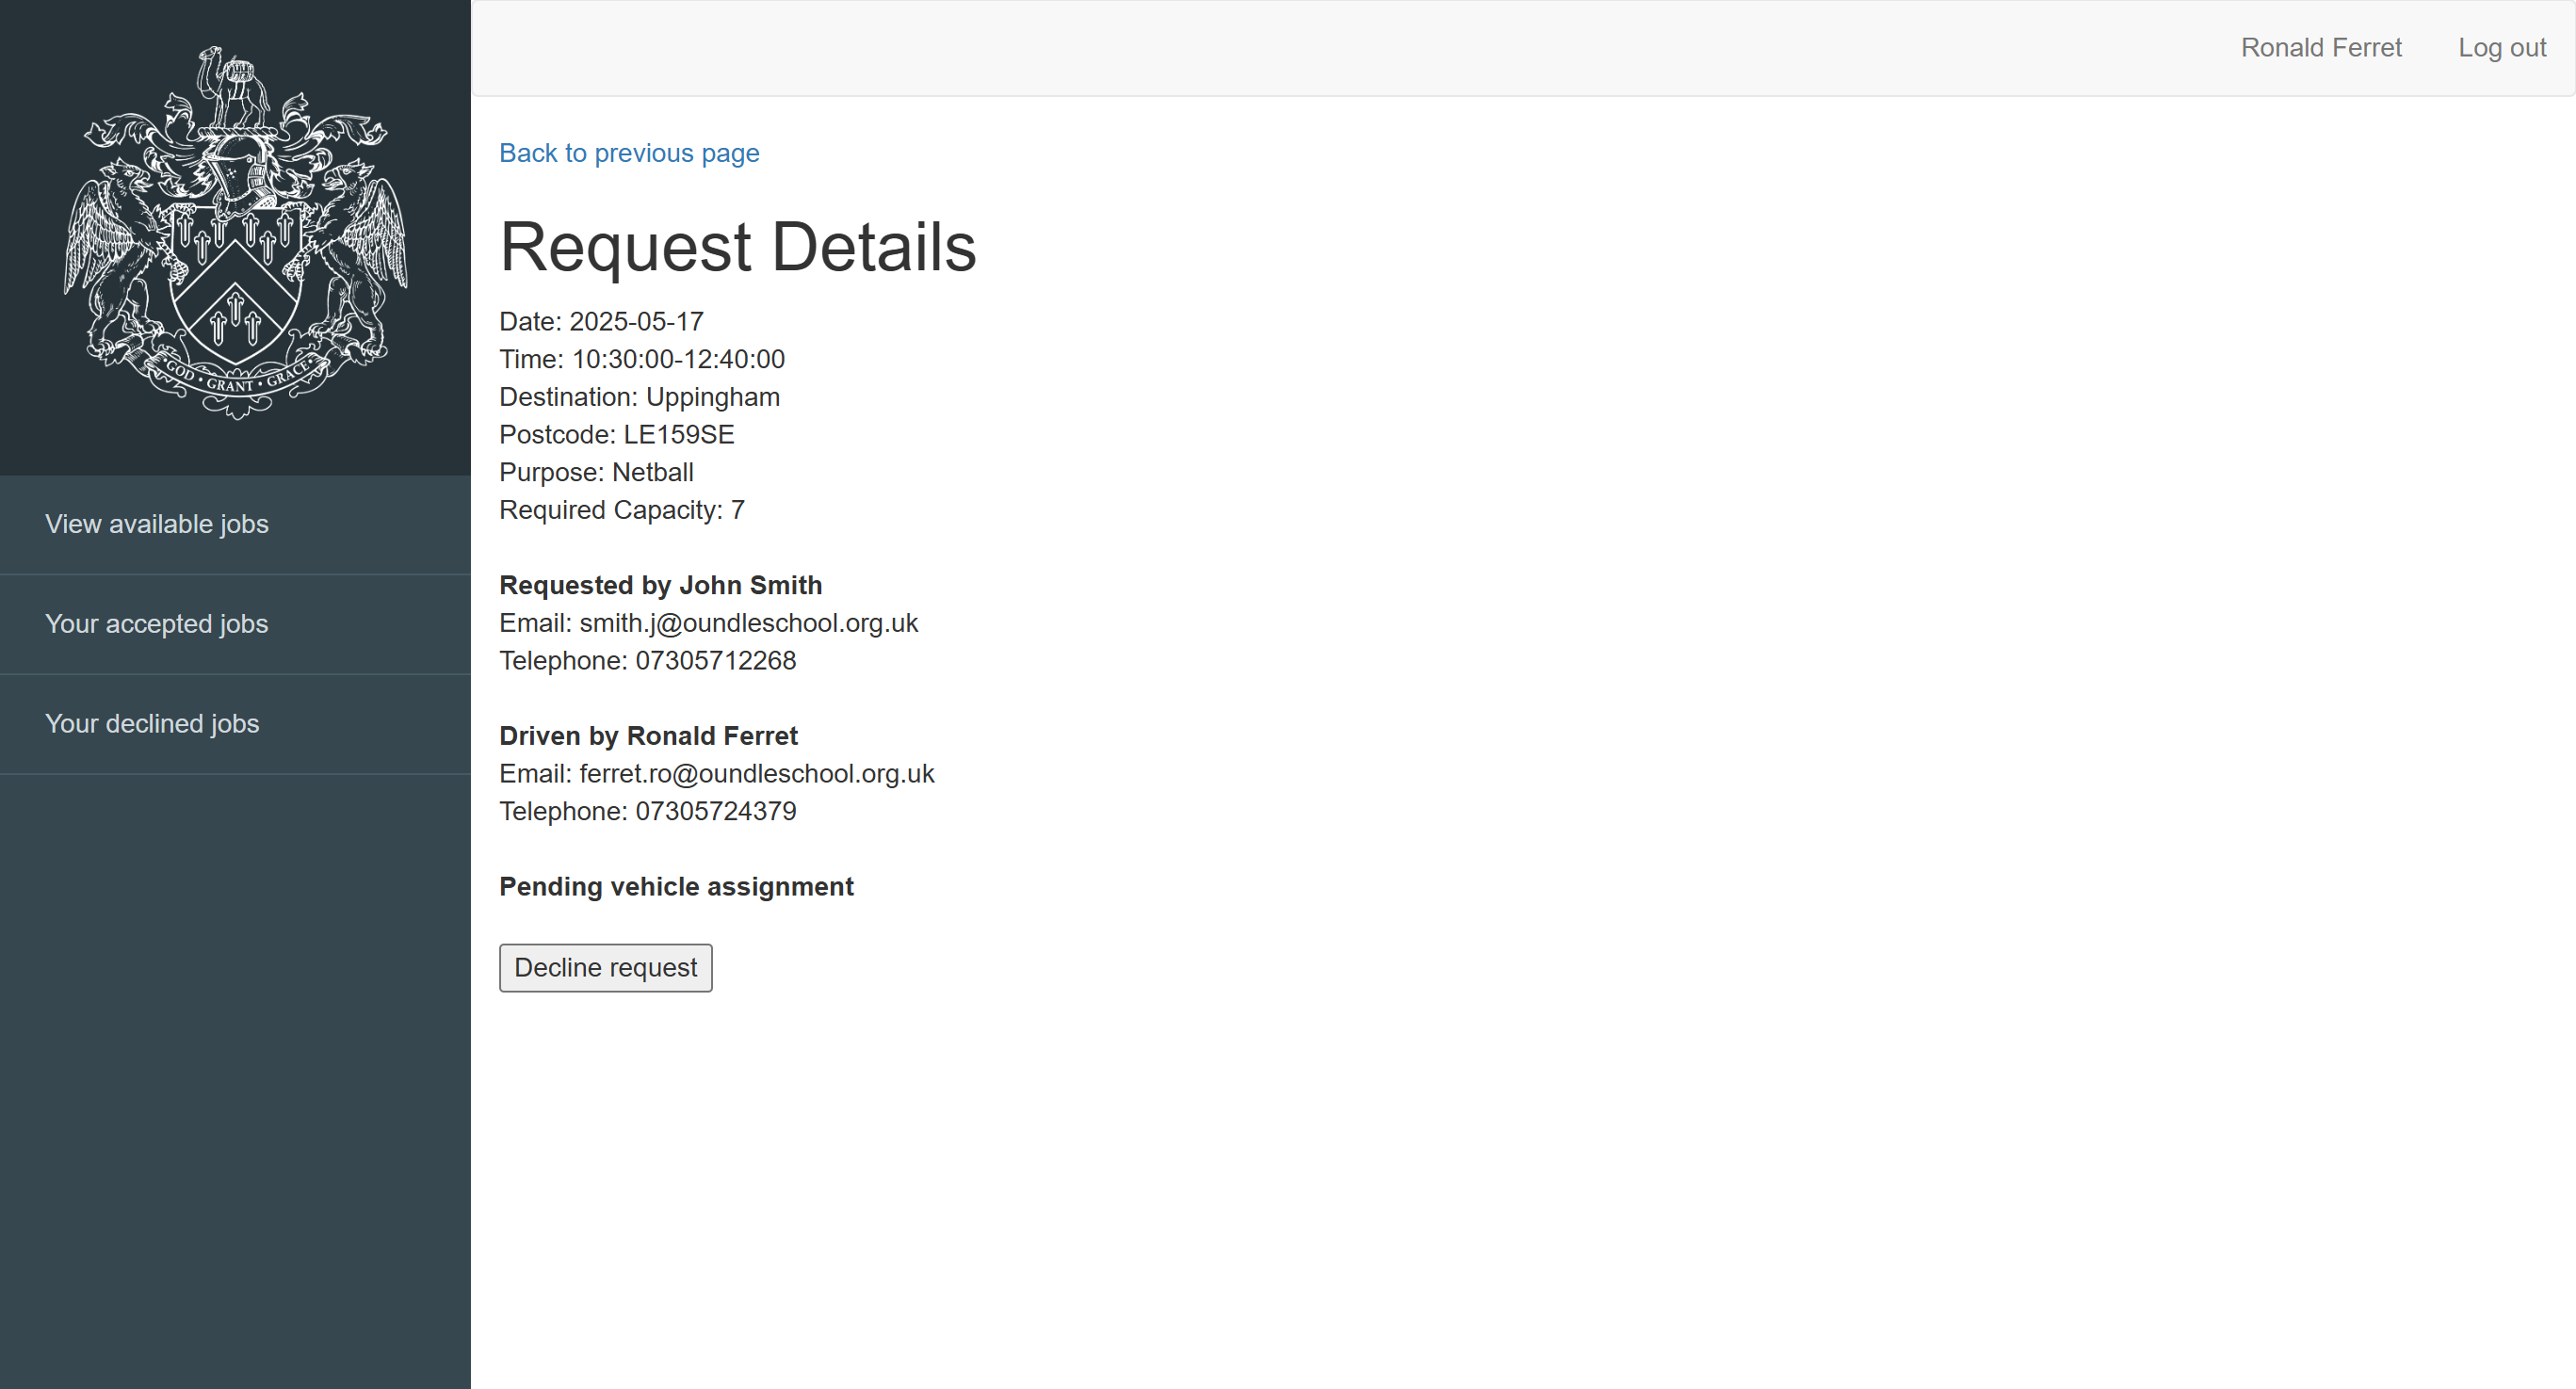 GOD · GRANT · GRACE
View available jobs
Your accepted jobs
Your declined jobs
Ronald Ferret
Log out
Back to previous page
Request Details
Date: 2025-05-17
Time: 10:30:00-12:40:00
Destination: Uppingham
Postcode: LE159SE
Purpose: Netball
Required Capacity: 7
Requested by John Smith
Email: smith.j@oundleschool.org.uk
Telephone: 07305712268
Driven by Ronald Ferret
Email: ferret.ro@oundleschool.org.uk
Telephone: 07305724379
Pending vehicle assignment
Decline request